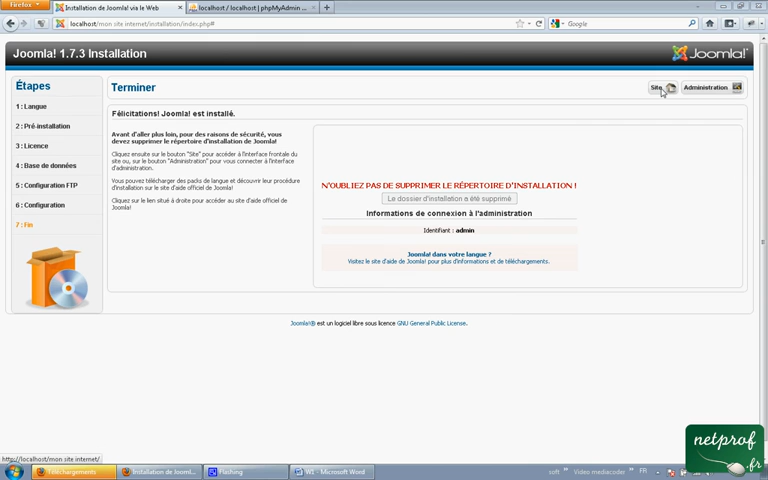 Firefox
Installation de Joomla! via le Web
localhost / localhost | phpMyAdmin ...
localhost/mon site internet/installation/index.php#
Google
Joomla! 1.7.3 Installation
Joomla!
Étapes
1 : Langue
2 : Pré-installation
3 : Licence
4 : Base de données
5 : Configuration FTP
6 : Configuration
7 : Fin
Terminer
Site
Administration
Félicitations! Joomla! est installé.
Avant d'aller plus loin, pour des raisons de sécurité, vous
devez supprimer le répertoire d'installation de Joomla!
Cliquez ensuite sur le bouton "Site" pour accéder à l'interface frontale du
site ou, sur le bouton "Administration" pour vous connecter à l'interface
d'administration.
Vous pouvez télécharger des packs de langue et découvrir leur procédure
d'installation sur le site d'aide officiel de Joomla!
Cliquez sur le lien situé à droite pour accéder au site d'aide officiel de
Joomla!
N'OUBLIEZ PAS DE SUPPRIMER LE RÉPERTOIRE D'INSTALLATION !
Le dossier d'installation a été supprimé
Informations de connexion à l'administration
Identifiant : admin
Joomla! dans votre langue ?
Visitez le site d'aide de Joomla! pour plus d'informations et de téléchargements.
Joomla!® est un logiciel libre sous licence GNU General Public License.
netprof
.fr
http://localhost/mon site internet/
Téléchargements
Installation de Jooml...
Flashing
W1 - Microsoft Word
soft
Video mediacoder
FR